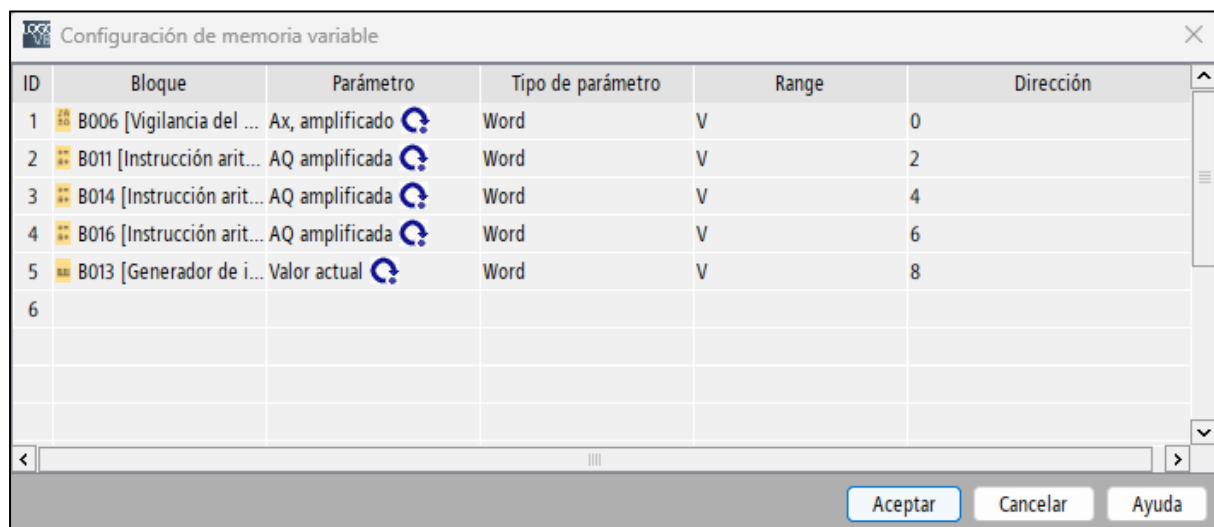 Configuración de memoria variable
ID Bloque Parámetro Tipo de parámetro Range Dirección
1 B006 [Vigilancia del ... Ax, amplificado Word V 0
2 B011 [Instrucción arit... AQ amplificada Word V 2
3 B014 [Instrucción arit... AQ amplificada Word V 4
4 B016 [Instrucción arit... AQ amplificada Word V 6
5 B013 [Generador de i... Valor actual Word V 8
6
Aceptar Cancelar Ayuda